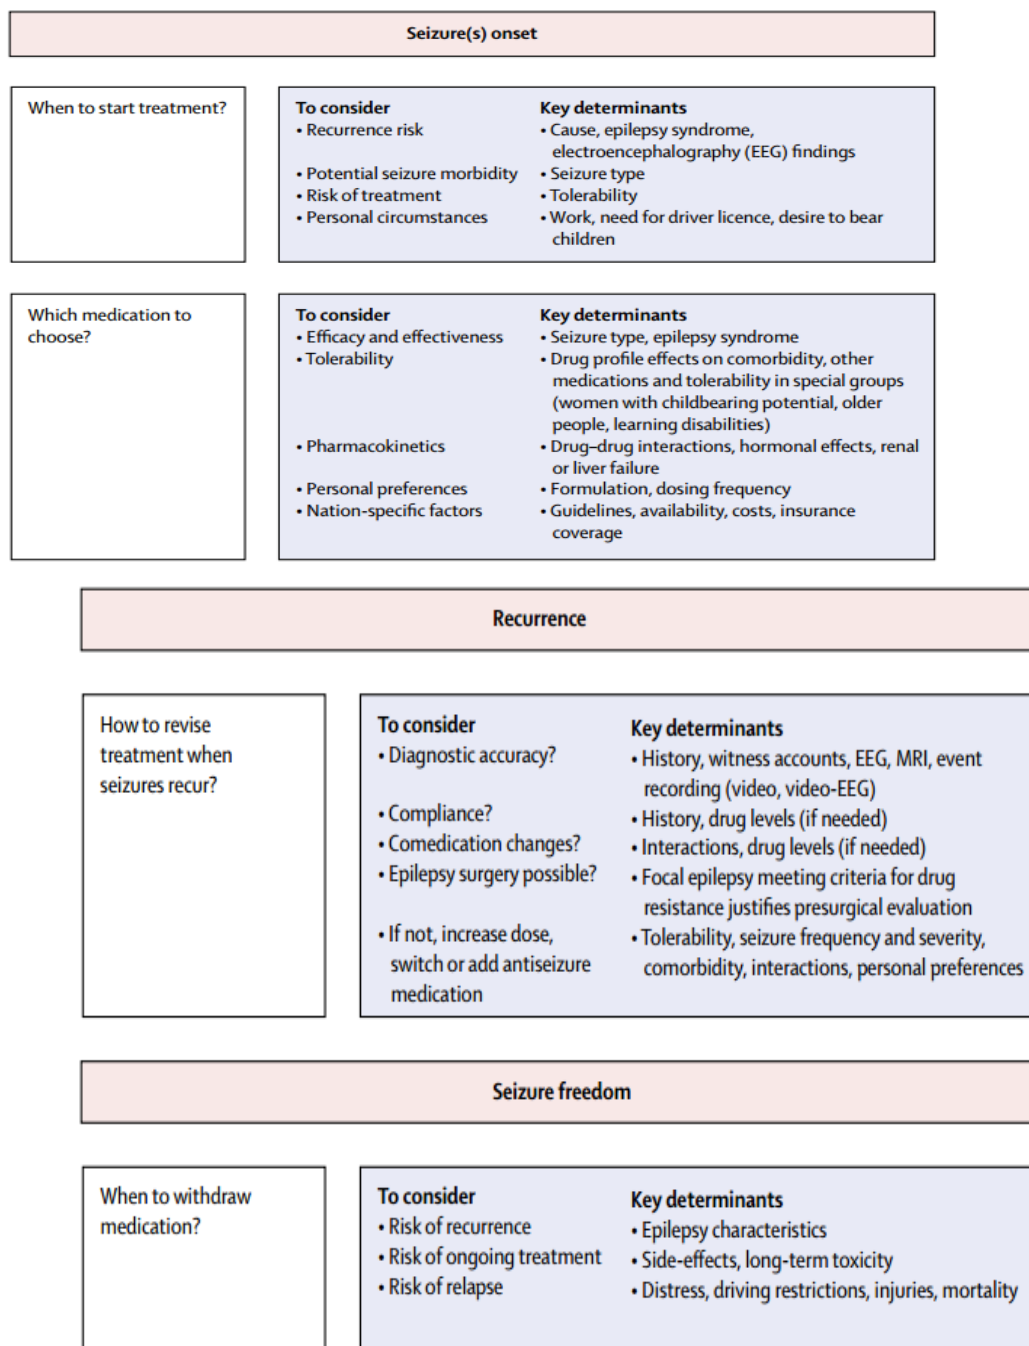 Seizure(s) onset
When to start treatment?
To consider
Key determinants
• Recurrence risk
• Cause, epilepsy syndrome,
electroencephalography (EEG) findings
• Potential seizure morbidity
• Seizure type
• Risk of treatment
• Tolerability
• Personal circumstances
• Work, need for driver licence, desire to bear
children
Which medication to
choose?
To consider
Key determinants
• Efficacy and effectiveness
• Seizure type, epilepsy syndrome
• Tolerability
• Drug profile effects on comorbidity, other
medications and tolerability in special groups
(women with childbearing potential, older
people, learning disabilities)
• Pharmacokinetics
• Drug–drug interactions, hormonal effects, renal
or liver failure
• Personal preferences
• Formulation, dosing frequency
• Nation-specific factors
• Guidelines, availability, costs, insurance
coverage
Recurrence
How to revise
treatment when
seizures recur?
To consider
Key determinants
• Diagnostic accuracy?
• History, witness accounts, EEG, MRI, event
recording (video, video-EEG)
• Compliance?
• History, drug levels (if needed)
• Comedication changes?
• Interactions, drug levels (if needed)
• Epilepsy surgery possible?
• Focal epilepsy meeting criteria for drug
resistance justifies presurgical evaluation
• If not, increase dose,
switch or add antiseizure
medication
• Tolerability, seizure frequency and severity,
comorbidity, interactions, personal preferences
Seizure freedom
When to withdraw
medication?
To consider
Key determinants
• Risk of recurrence
• Epilepsy characteristics
• Risk of ongoing treatment
• Side-effects, long-term toxicity
• Risk of relapse
• Distress, driving restrictions, injuries, mortality